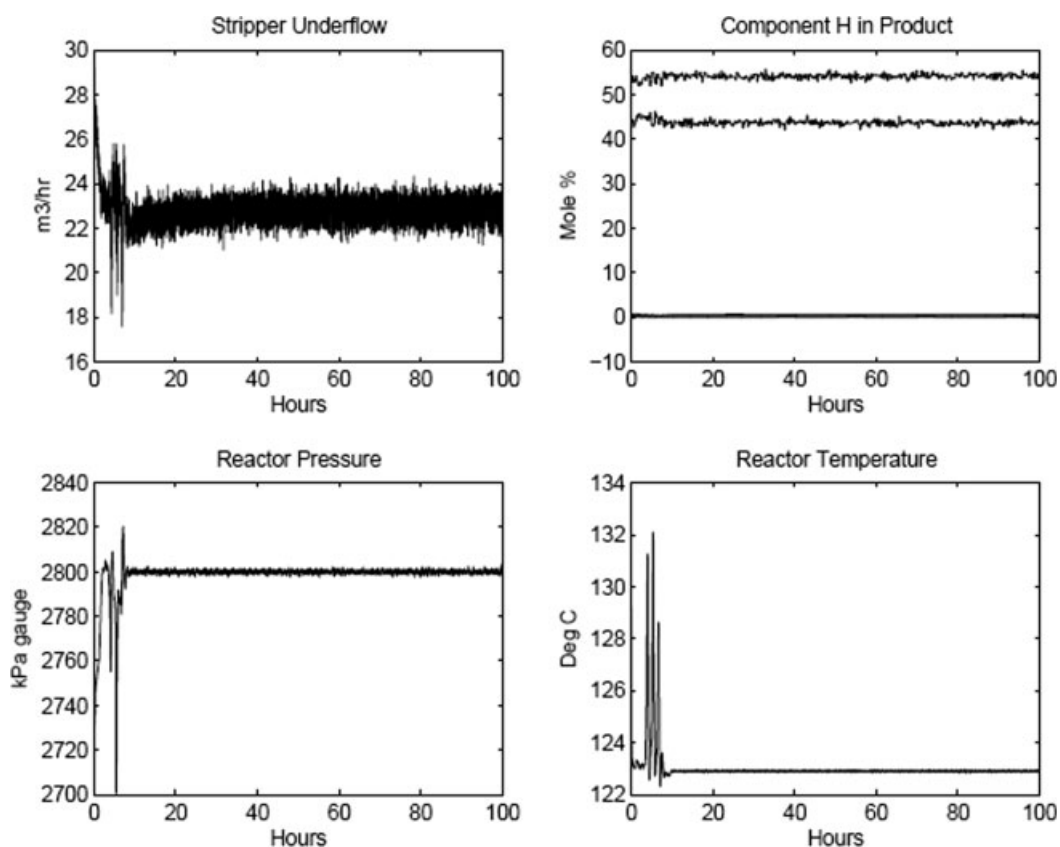 Stripper Underflow
30
28
26
24
22
20
18
16
m3/hr
0 20 40 60 80 100
Hours
Component H in Product
60
50
40
30
20
10
0
−10
Mole %
0 20 40 60 80 100
Hours
Reactor Pressure
2840
2820
2800
2780
2760
2740
2720
2700
kPa gauge
0 20 40 60 80 100
Hours
Reactor Temperature
134
132
130
128
126
124
122
Deg C
0 20 40 60 80 100
Hours